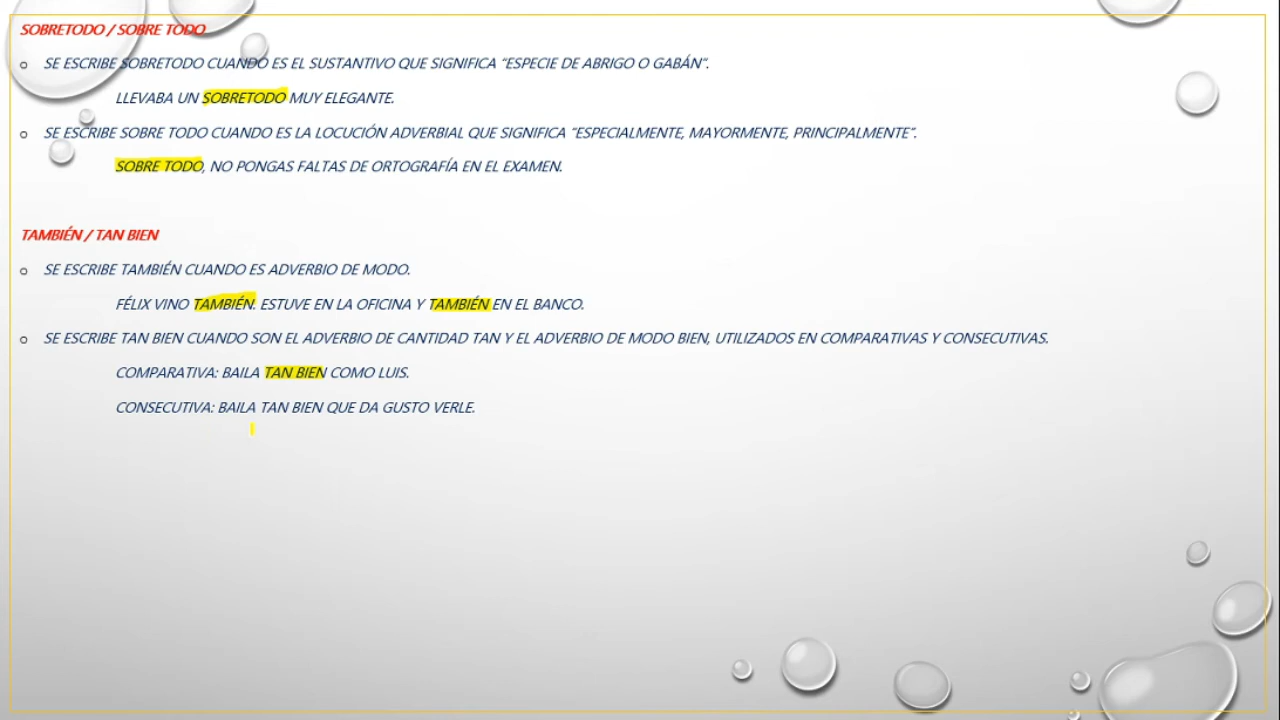 SOBRETODO / SOBRE TODO
SE ESCRIBE SOBRETODO CUANDO ES EL SUSTANTIVO QUE SIGNIFICA “ESPECIE DE ABRIGO O GABÁN”.
LLEVABA UN SOBRETODO MUY ELEGANTE.
SE ESCRIBE SOBRE TODO CUANDO ES LA LOCUCIÓN ADVERBIAL QUE SIGNIFICA “ESPECIALMENTE, MAYORMENTE, PRINCIPALMENTE”.
SOBRE TODO, NO PONGAS FALTAS DE ORTOGRAFÍA EN EL EXAMEN.
TAMBIÉN / TAN BIEN
SE ESCRIBE TAMBIÉN CUANDO ES ADVERBIO DE MODO.
FÉLIX VINO TAMBIÉN. ESTUVE EN LA OFICINA Y TAMBIÉN EN EL BANCO.
SE ESCRIBE TAN BIEN CUANDO SON EL ADVERBIO DE CANTIDAD TAN Y EL ADVERBIO DE MODO BIEN, UTILIZADOS EN COMPARATIVAS Y CONSECUTIVAS.
COMPARATIVA: BAILA TAN BIEN COMO LUIS.
CONSECUTIVA: BAILA TAN BIEN QUE DA GUSTO VERLE.